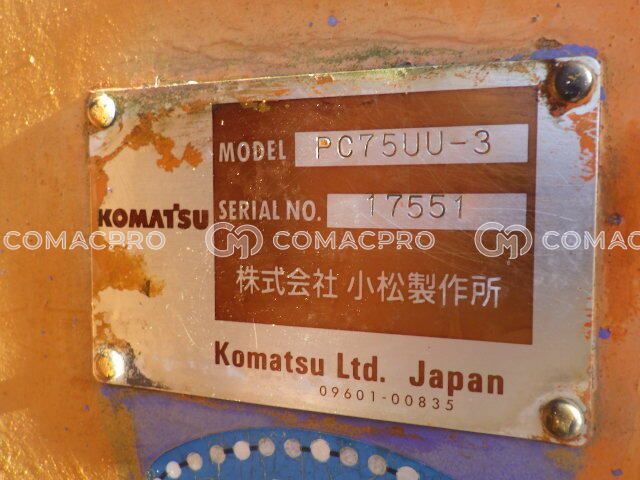 MODEL PC75UU-3
KOMATSU SERIAL NO. 17551
COMACPRO COMACPRO COMAC
株式会社 小松製作所
Komatsu Ltd. Japan
09601-00835